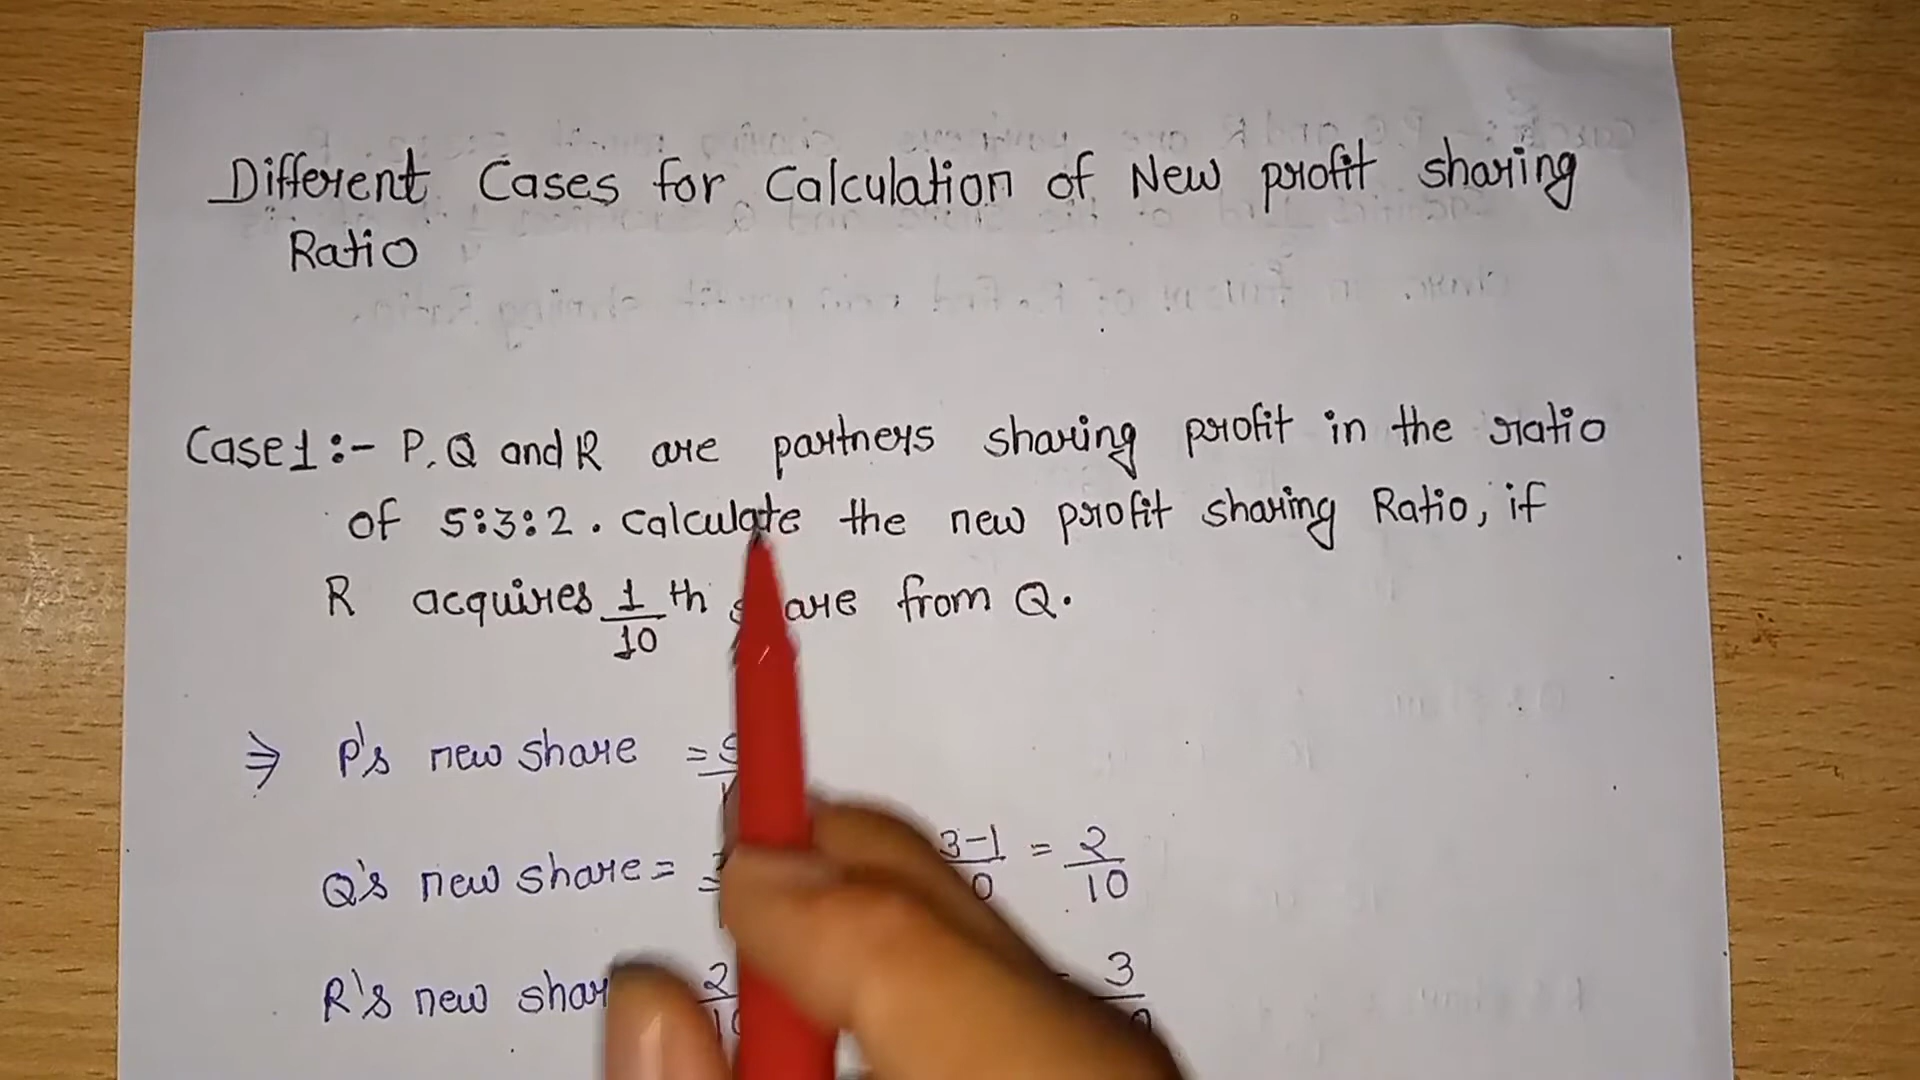 Different Cases for Calculation of New profit sharing
Ratio
Case1:- P, Q and R are partners sharing profit in the ratio
of 5:3:2. Calculate the new profit sharing Ratio, if
R acquires 1/10 th share from Q.
⇒ P's new share =
Q's new share = 3-1 = 2/10
R's new 2 3